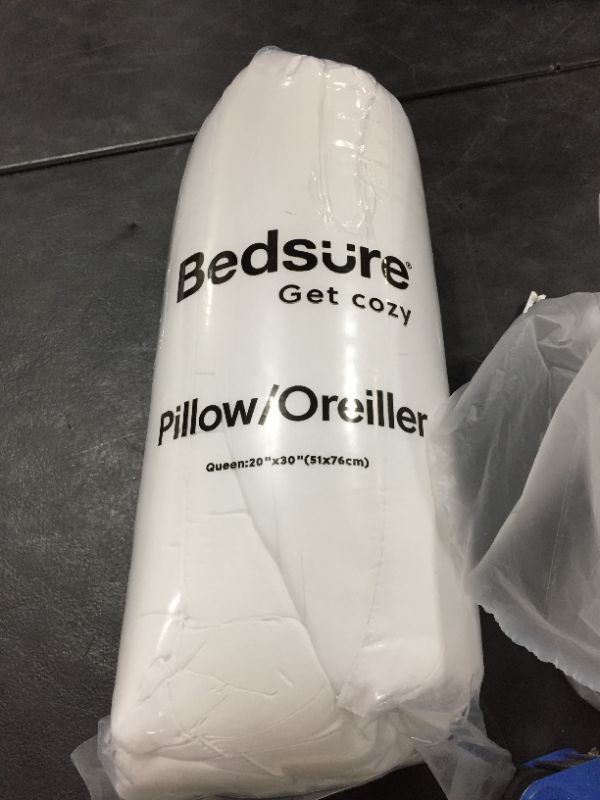 Bedsure®
Get cozy
Pillow/Oreiller
Queen:20"x30"(51x76cm)